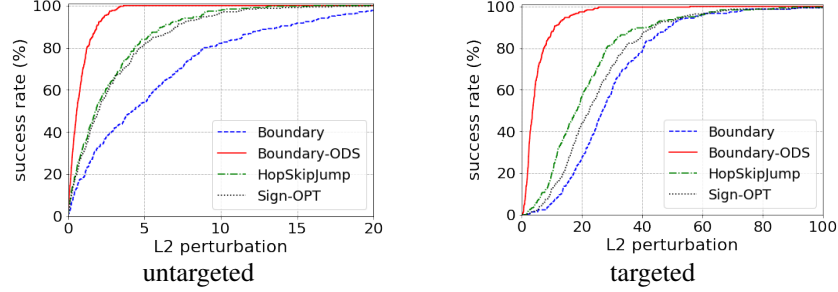 success rate (%)
100
80
60
40
20
0
Boundary
Boundary-ODS
HopSkipJump
Sign-OPT
0 5 10 15 20
L2 perturbation
untargeted
success rate (%)
100
80
60
40
20
0
Boundary
Boundary-ODS
HopSkipJump
Sign-OPT
0 20 40 60 80 100
L2 perturbation
targeted